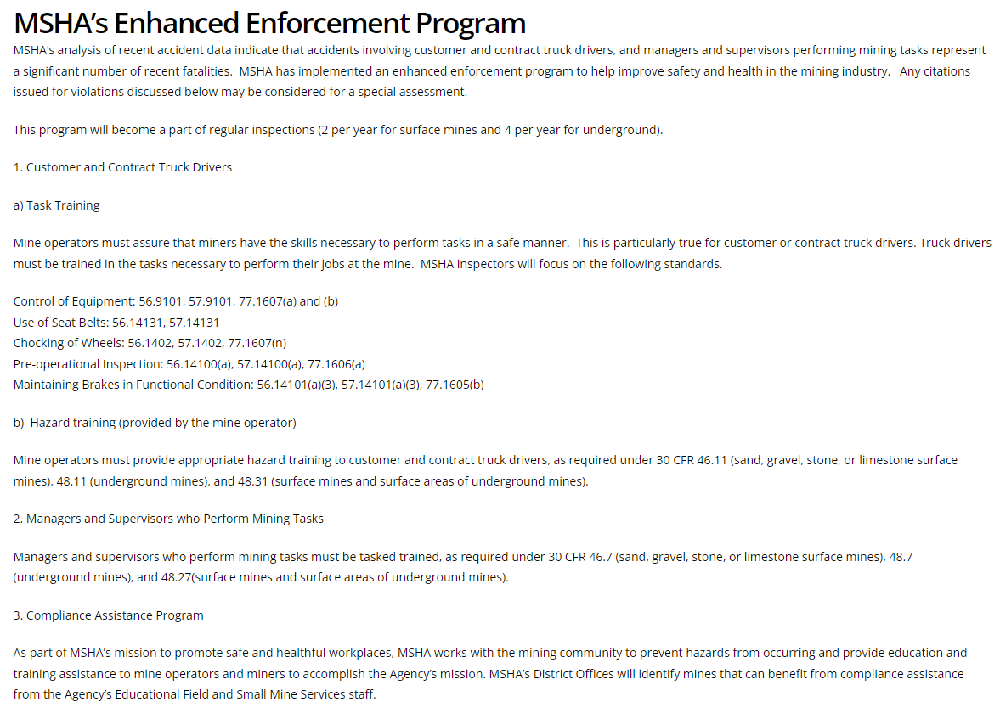 MSHA’s Enhanced Enforcement Program
MSHA’s analysis of recent accident data indicate that accidents involving customer and contract truck drivers, and managers and supervisors performing mining tasks represent
a significant number of recent fatalities.  MSHA has implemented an enhanced enforcement program to help improve safety and health in the mining industry.   Any citations
issued for violations discussed below may be considered for a special assessment.
This program will become a part of regular inspections (2 per year for surface mines and 4 per year for underground).
1. Customer and Contract Truck Drivers
a) Task Training
Mine operators must assure that miners have the skills necessary to perform tasks in a safe manner.  This is particularly true for customer or contract truck drivers. Truck drivers
must be trained in the tasks necessary to perform their jobs at the mine.  MSHA inspectors will focus on the following standards.
Control of Equipment: 56.9101, 57.9101, 77.1607(a) and (b)
Use of Seat Belts: 56.14131, 57.14131
Chocking of Wheels: 56.1402, 57.1402, 77.1607(n)
Pre-operational Inspection: 56.14100(a), 57.14100(a), 77.1606(a)
Maintaining Brakes in Functional Condition: 56.14101(a)(3), 57.14101(a)(3), 77.1605(b)
b)  Hazard training (provided by the mine operator)
Mine operators must provide appropriate hazard training to customer and contract truck drivers, as required under 30 CFR 46.11 (sand, gravel, stone, or limestone surface
mines), 48.11 (underground mines), and 48.31 (surface mines and surface areas of underground mines).
2. Managers and Supervisors who Perform Mining Tasks
Managers and supervisors who perform mining tasks must be tasked trained, as required under 30 CFR 46.7 (sand, gravel, stone, or limestone surface mines), 48.7
(underground mines), and 48.27(surface mines and surface areas of underground mines).
3. Compliance Assistance Program
As part of MSHA’s mission to promote safe and healthful workplaces, MSHA works with the mining community to prevent hazards from occurring and provide education and
training assistance to mine operators and miners to accomplish the Agency’s mission. MSHA’s District Offices will identify mines that can benefit from compliance assistance
from the Agency’s Educational Field and Small Mine Services staff.